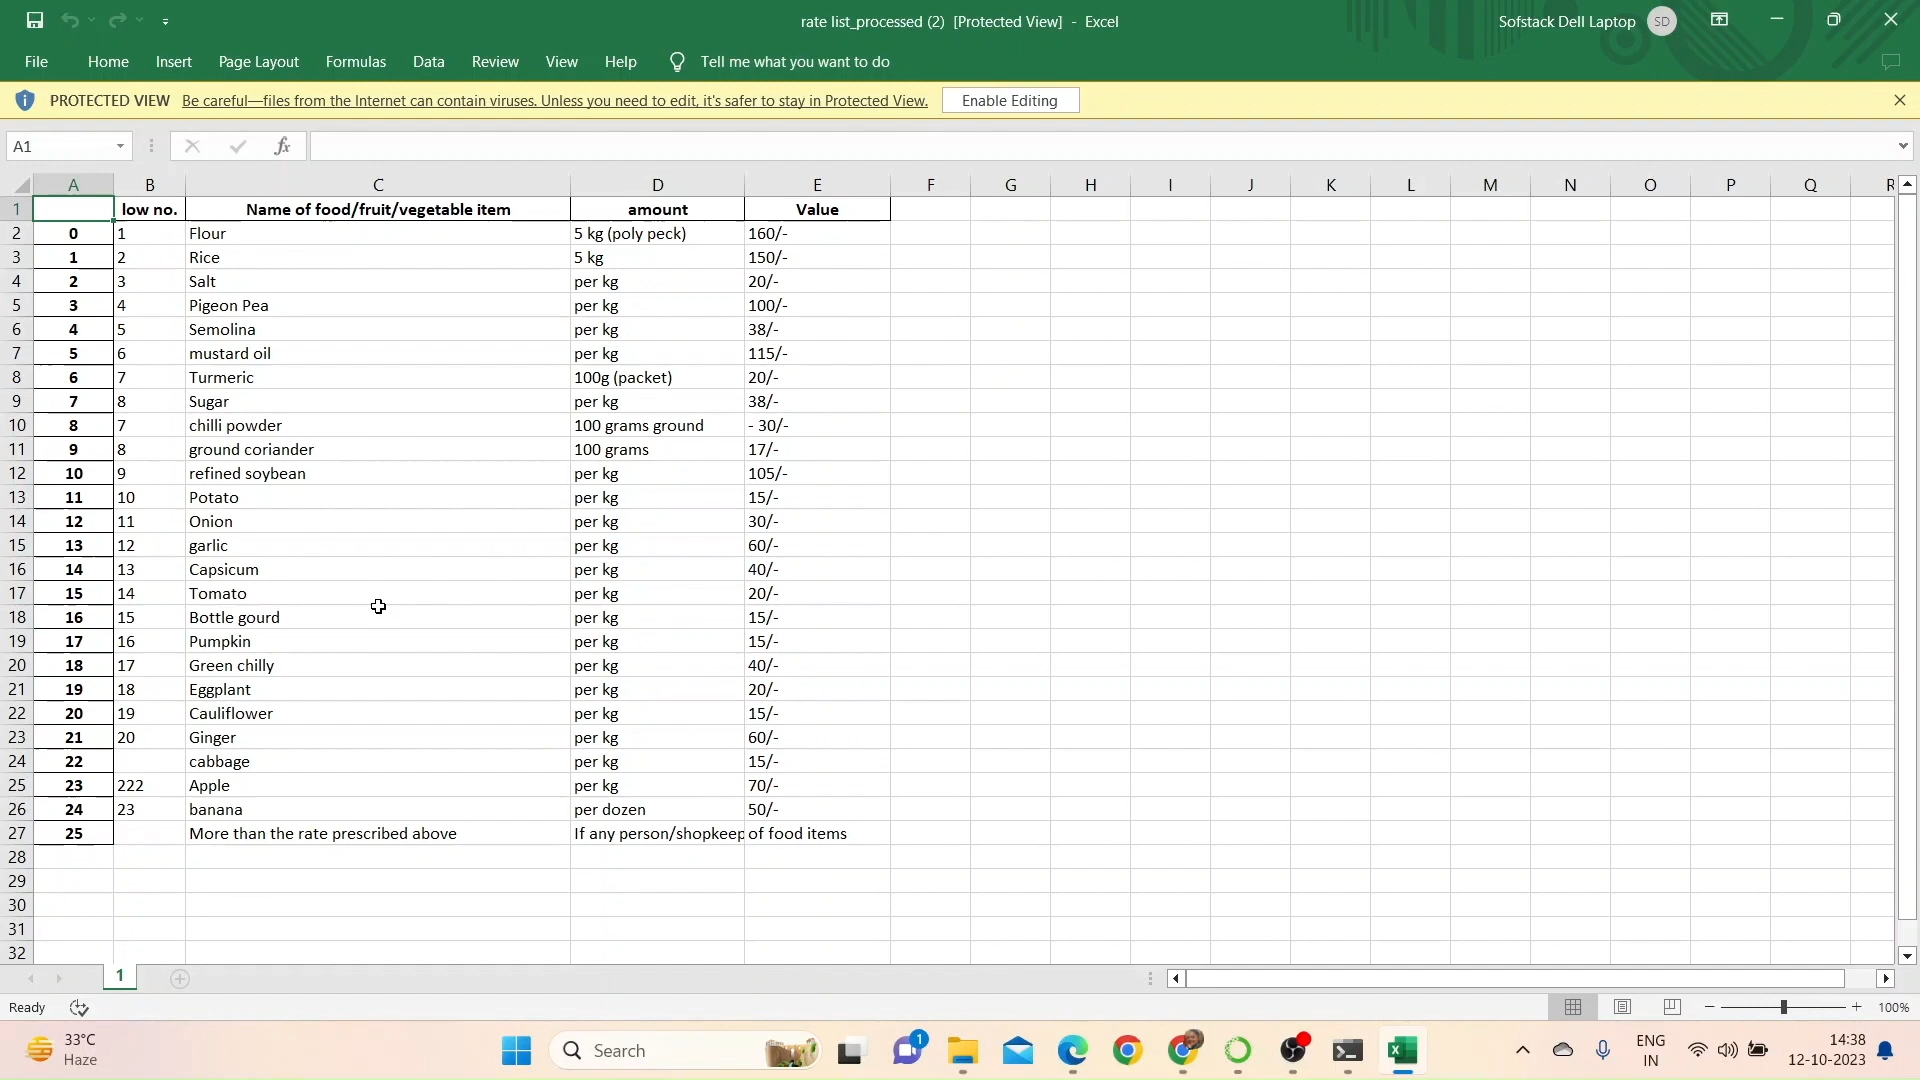 rate list_processed (2) [Protected View] - Excel
Sofstack Dell Laptop SD
File Home Insert Page Layout Formulas Data Review View Help Tell me what you want to do
PROTECTED VIEW Be careful—files from the Internet can contain viruses. Unless you need to edit, it's safer to stay in Protected View. Enable Editing
A1 fx
A B C D E F G H I J K L M N O P Q R
1 low no. Name of food/fruit/vegetable item amount Value
2 0 1 Flour 5 kg (poly peck) 160/-
3 1 2 Rice 5 kg 150/-
4 2 3 Salt per kg 20/-
5 3 4 Pigeon Pea per kg 100/-
6 4 5 Semolina per kg 38/-
7 5 6 mustard oil per kg 115/-
8 6 7 Turmeric 100g (packet) 20/-
9 7 8 Sugar per kg 38/-
10 8 7 chilli powder 100 grams ground - 30/-
11 9 8 ground coriander 100 grams 17/-
12 10 9 refined soybean per kg 105/-
13 11 10 Potato per kg 15/-
14 12 11 Onion per kg 30/-
15 13 12 garlic per kg 60/-
16 14 13 Capsicum per kg 40/-
17 15 14 Tomato per kg 20/-
18 16 15 Bottle gourd per kg 15/-
19 17 16 Pumpkin per kg 15/-
20 18 17 Green chilly per kg 40/-
21 19 18 Eggplant per kg 20/-
22 20 19 Cauliflower per kg 15/-
23 21 20 Ginger per kg 60/-
24 22 cabbage per kg 15/-
25 23 222 Apple per kg 70/-
26 24 23 banana per dozen 50/-
27 25 More than the rate prescribed above If any person/shopkeep of food items
28
29
30
31
32
1
Ready 100%
33°C
Haze
Search
1
ENG
IN
14:38
12-10-2023